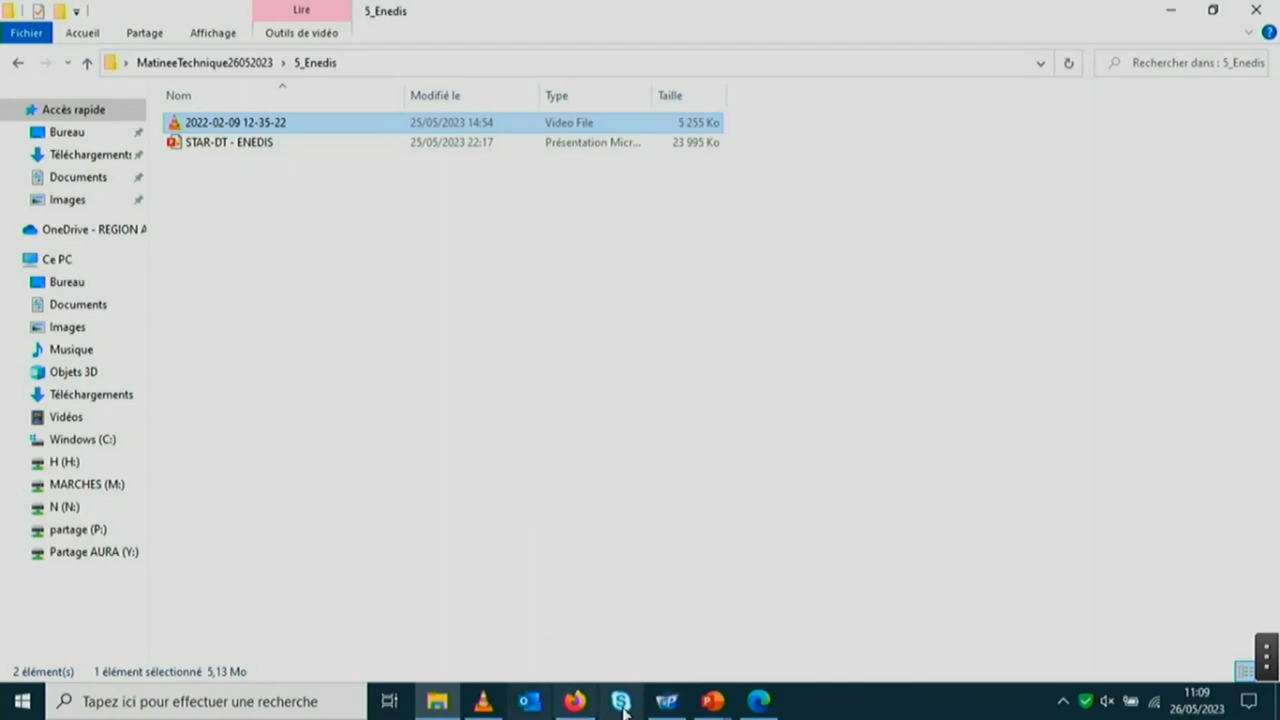 Lire
5_Enedis
Fichier
Accueil
Partage
Affichage
Outils de vidéo
MatineeTechnique26052023 > 5_Enedis
Rechercher dans : 5_Enedis
Nom
Modifié le
Type
Taille
2022-02-09 12-35-22
25/05/2023 14:54
Video File
5 255 Ko
STAR-DT - ENEDIS
25/05/2023 22:17
Présentation Micr...
23 995 Ko
Accès rapide
Bureau
Téléchargements
Documents
Images
OneDrive - REGION A
Ce PC
Bureau
Documents
Images
Musique
Objets 3D
Téléchargements
Vidéos
Windows (C:)
H (H:)
MARCHES (M:)
N (N:)
partage (P:)
Partage AURA (Y:)
2 élément(s)
1 élément sélectionné 5,13 Mo
Tapez ici pour effectuer une recherche
11:09
26/05/2023